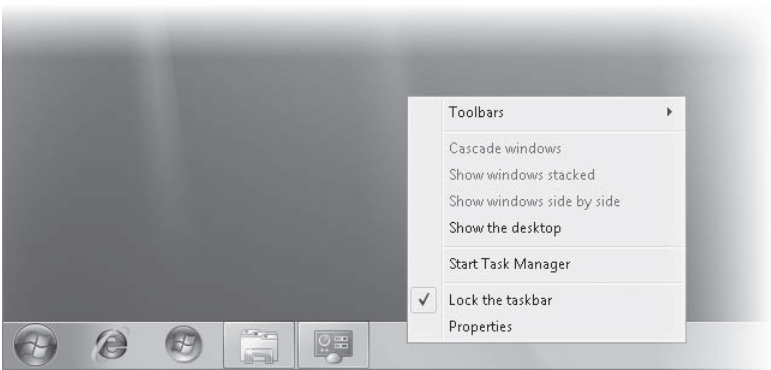 Toolbars
Cascade windows
Show windows stacked
Show windows side by side
Show the desktop
Start Task Manager
Lock the taskbar
Properties